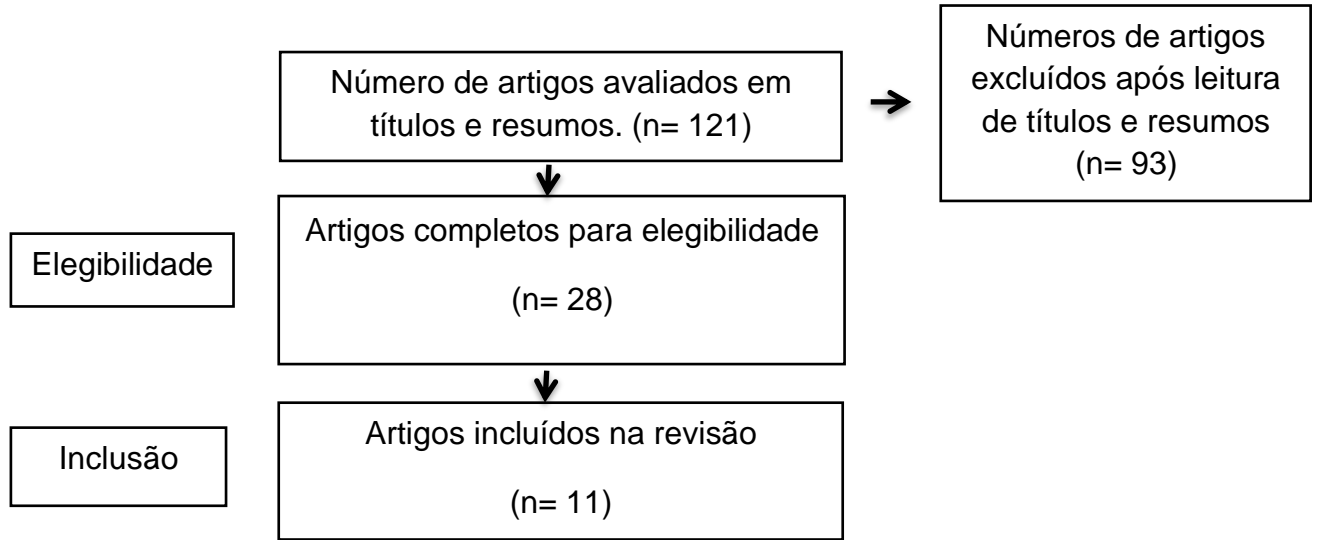 Número de artigos avaliados em
títulos e resumos. (n= 121)
Números de artigos
excluídos após leitura
de títulos e resumos
(n= 93)
Elegibilidade
Artigos completos para elegibilidade
(n= 28)
Inclusão
Artigos incluídos na revisão
(n= 11)